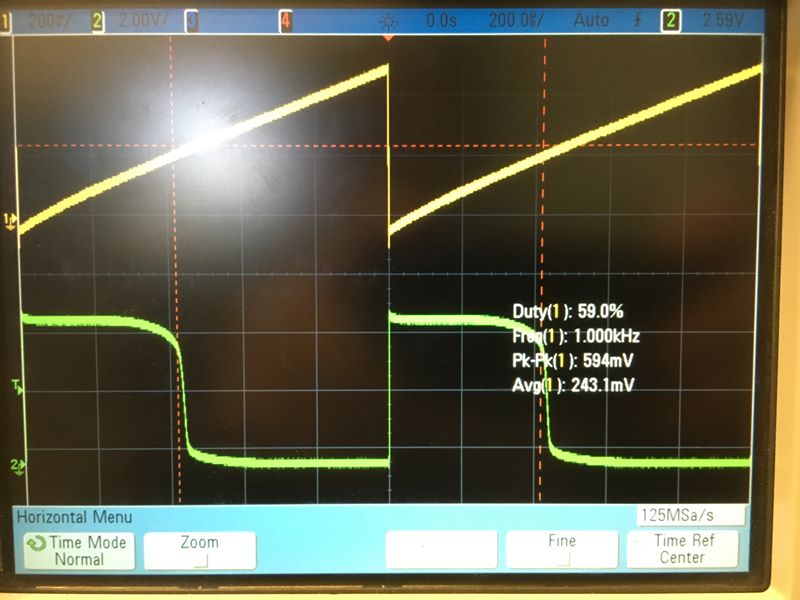 1 200▿/ 2 2.00V/ 3 4 0.0s 200.0▿/ Auto 2 2.59V
1
Duty(1): 59.0%
Freq(1): 1.000kHz
Pk-Pk(1): 594mV
T Avg(1): 243.1mV
2
Horizontal Menu 125MSa/s
Time Mode Zoom Fine Time Ref
Normal Center